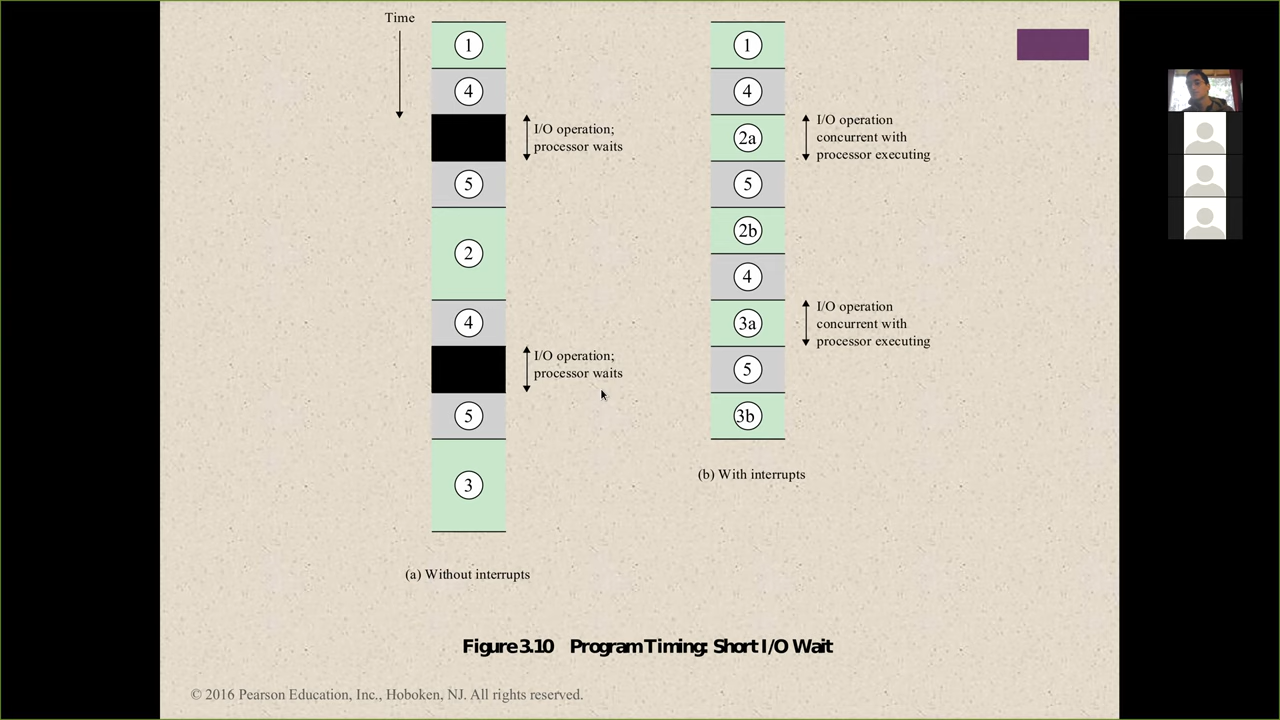 Time
1
4
I/O operation;
processor waits
5
2
4
I/O operation;
processor waits
5
3
(a) Without interrupts
1
4
2a
I/O operation
concurrent with
processor executing
5
2b
4
3a
I/O operation
concurrent with
processor executing
5
3b
(b) With interrupts
Figure 3.10 Program Timing: Short I/O Wait
© 2016 Pearson Education, Inc., Hoboken, NJ. All rights reserved.